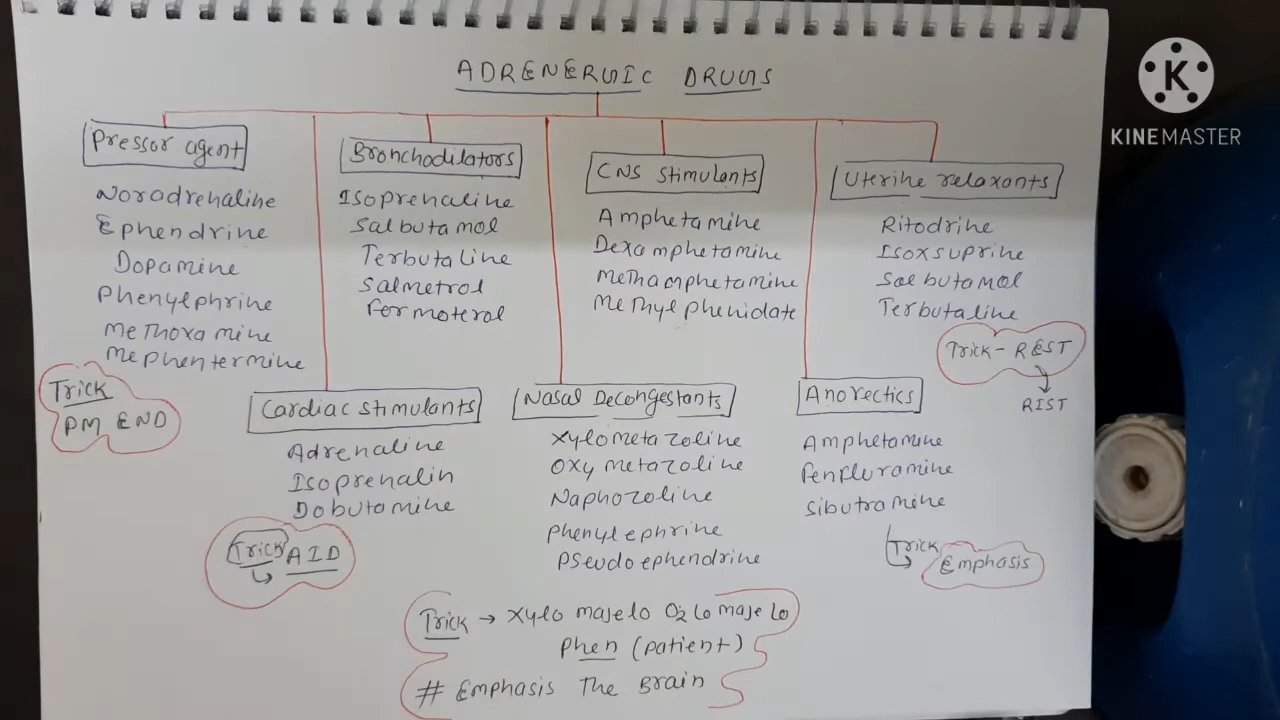 ADRENERGIC DRUGS
Pressor agent
Noradrenaline
Ephendrine
Dopamine
Phenylphrine
Methoxamine
Mephentermine
Trick
PM END
Cardiac stimulants
Adrenaline
Isoprenalin
Dobutamine
Trick
AID
Bronchodilators
Isoprenaline
Salbutamol
Terbutaline
Salmetrol
Formoterol
Nasal Decongestants
Xylometazoline
Oxymetazoline
Naphozoline
Phenylephrine
Pseudoephendrine
CNS stimulants
Amphetamine
Dexamphetamine
Methamphetamine
Methylphenidate
Anorectics
Amphetamine
Fenfluramine
Sibutramine
Trick
Emphasis
Uterine relaxants
Ritodrine
Isoxsuprine
Salbutamol
Terbutaline
Trick - REST
RIST
Trick → Xylo majelo O2 lo maje lo
Phen (patient)
# Emphasis The Brain
K
KINEMASTER